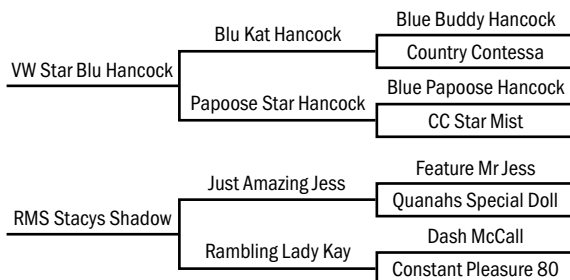 Blue Buddy Hancock
Blu Kat Hancock
Country Contessa
VW Star Blu Hancock
Blue Papoose Hancock
Papoose Star Hancock
CC Star Mist
Feature Mr Jess
Just Amazing Jess
Quanahs Special Doll
RMS Stacys Shadow
Dash McCall
Rambling Lady Kay
Constant Pleasure 80